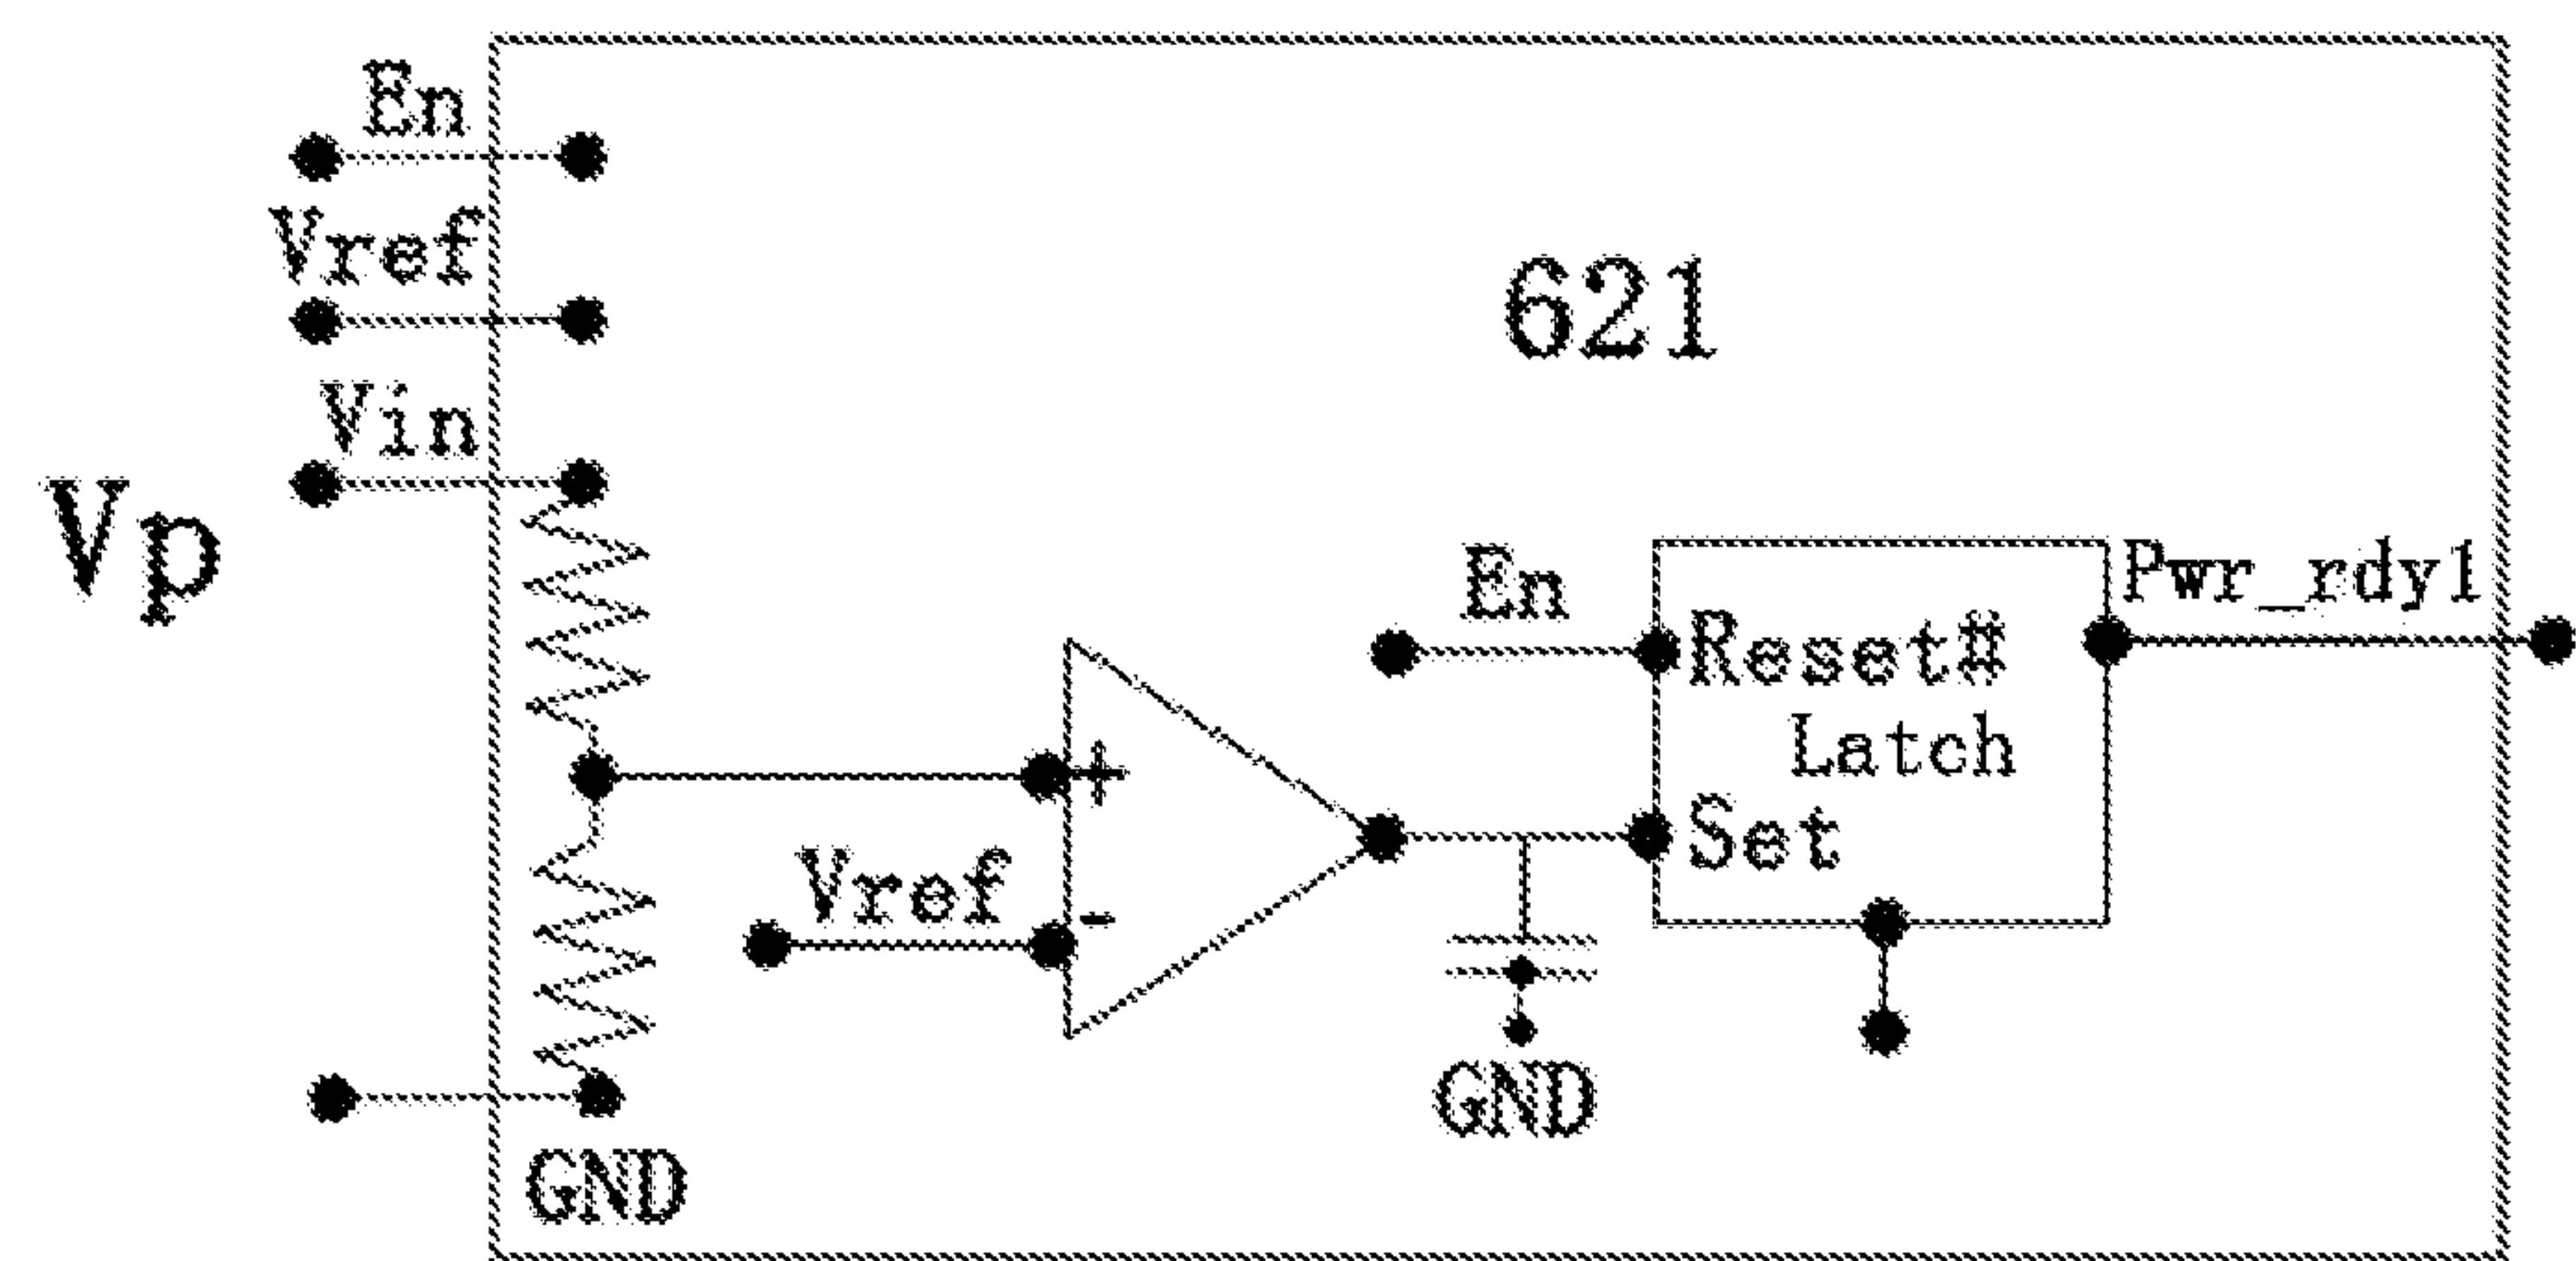 En
Vref
621
Vin
Vp
En
Pwr_rdy1
Reset#
Latch
+
Set
Vref
-
GND
GND